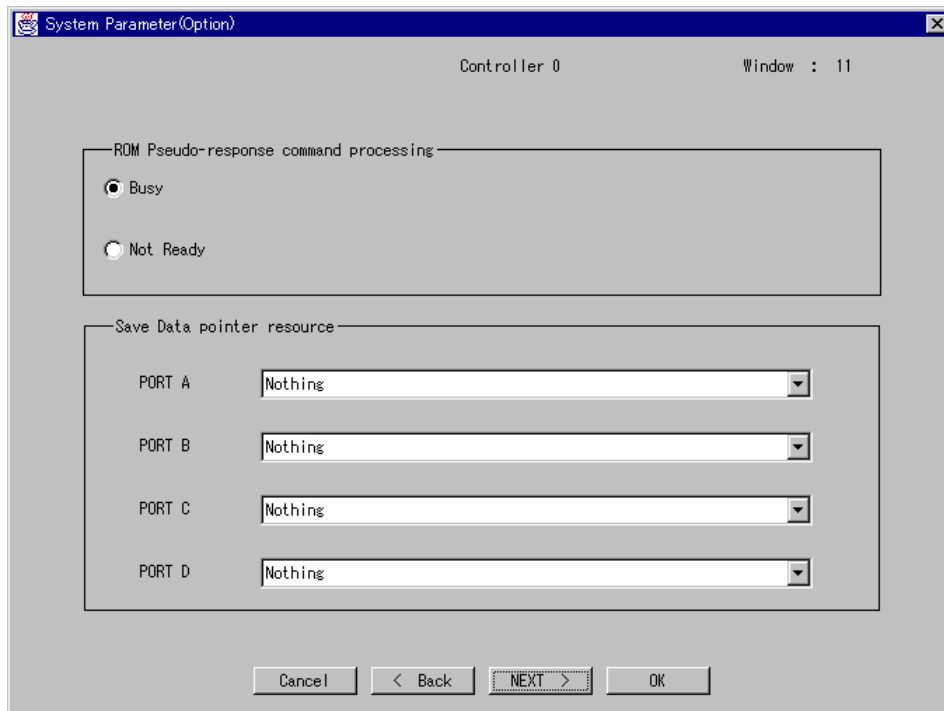 System Parameter(Option)
Controller 0 Window : 11
ROM Pseudo-response command processing
Busy
Not Ready
Save Data pointer resource
PORT A Nothing
PORT B Nothing
PORT C Nothing
PORT D Nothing
Cancel < Back NEXT > OK